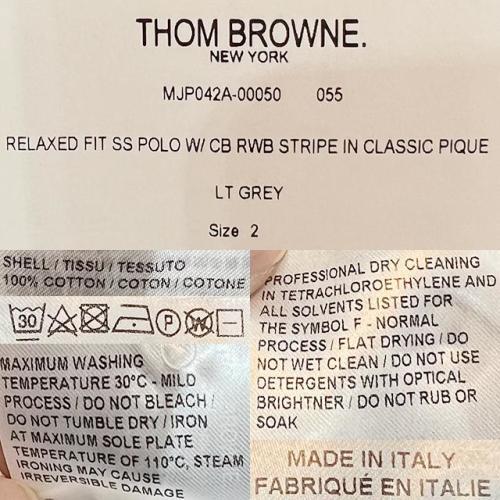 THOM BROWNE.
NEW YORK
MJP042A-00050 055
RELAXED FIT SS POLO W/ CB RWB STRIPE IN CLASSIC PIQUE
LT GREY
Size 2
SHELL / TISSU / TESSUTO
100% COTTON / COTON / COTONE
30 P W
MAXIMUM WASHING
TEMPERATURE 30°C - MILD
PROCESS / DO NOT BLEACH /
DO NOT TUMBLE DRY / IRON
AT MAXIMUM SOLE PLATE
TEMPERATURE OF 110°C, STEAM
IRONING MAY CAUSE
IRREVERSIBLE DAMAGE
PROFESSIONAL DRY CLEANING
IN TETRACHLOROETHYLENE AND
ALL SOLVENTS LISTED FOR
THE SYMBOL F - NORMAL
PROCESS / FLAT DRYING / DO
NOT WET CLEAN / DO NOT USE
DETERGENTS WITH OPTICAL
BRIGHTNER / DO NOT RUB OR
SOAK
MADE IN ITALY
FABRIQUÉ EN ITALIE